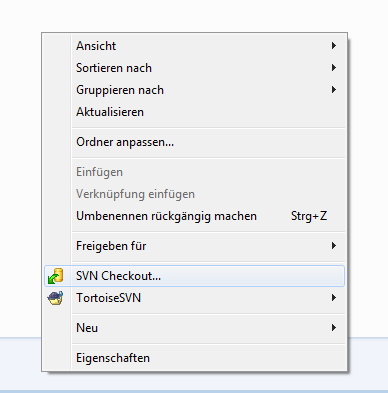 Ansicht
Sortieren nach
Gruppieren nach
Aktualisieren
Ordner anpassen...
Einfügen
Verknüpfung einfügen
Umbenennen rückgängig machen Strg+Z
Freigeben für
SVN Checkout...
TortoiseSVN
Neu
Eigenschaften